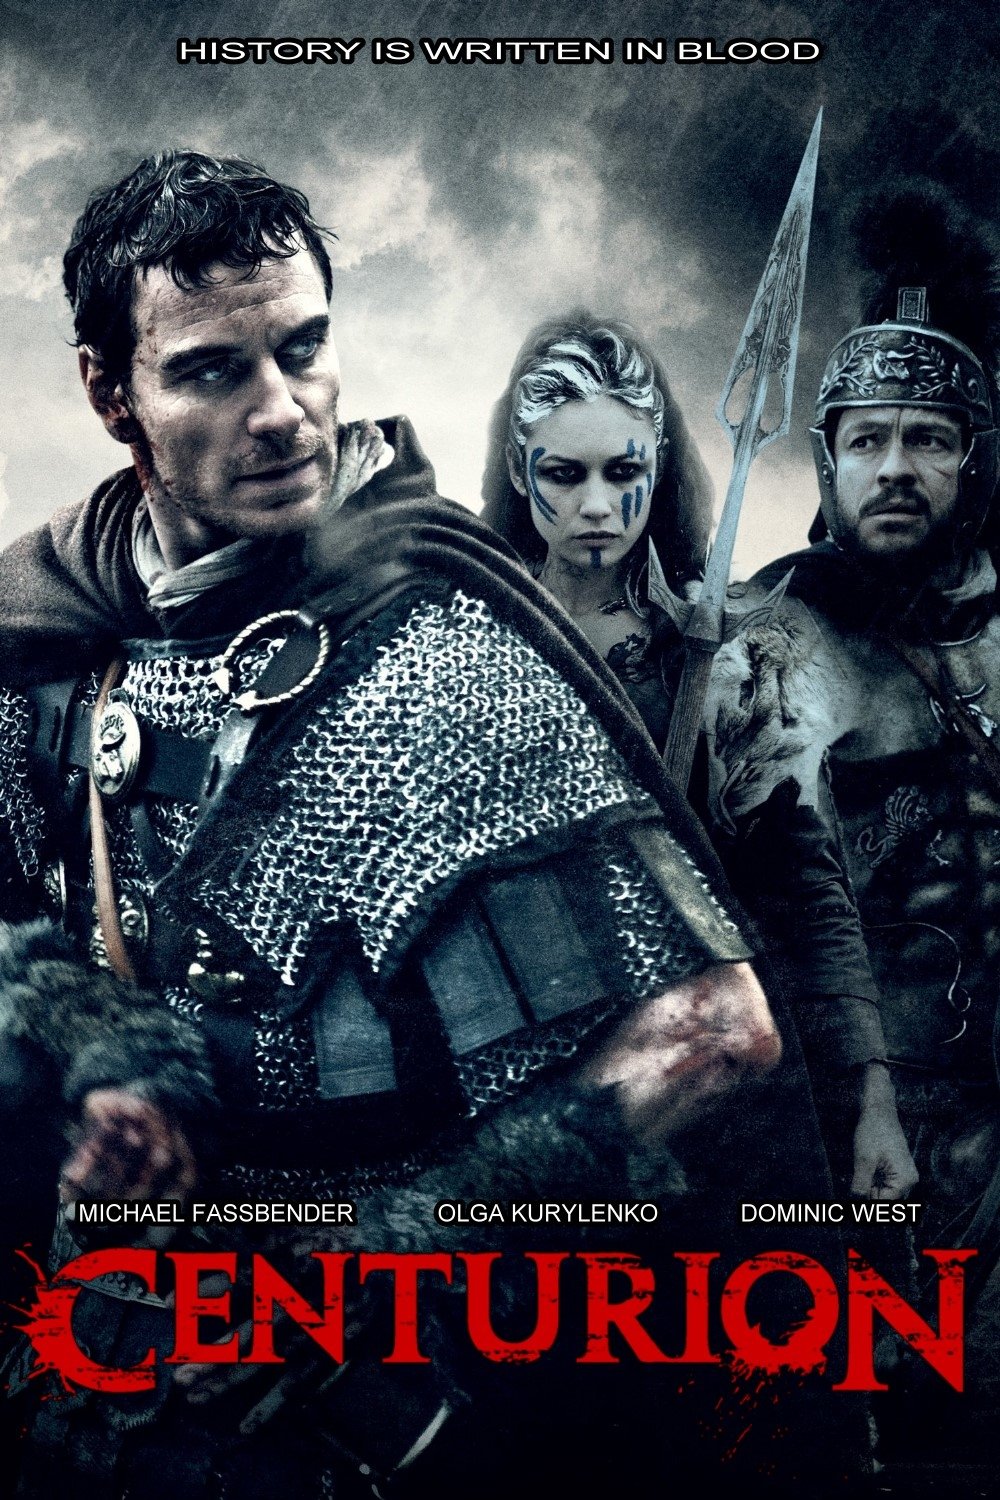 HISTORY IS WRITTEN IN BLOOD
MICHAEL FASSBENDER OLGA KURYLENKO DOMINIC WEST
CENTURION